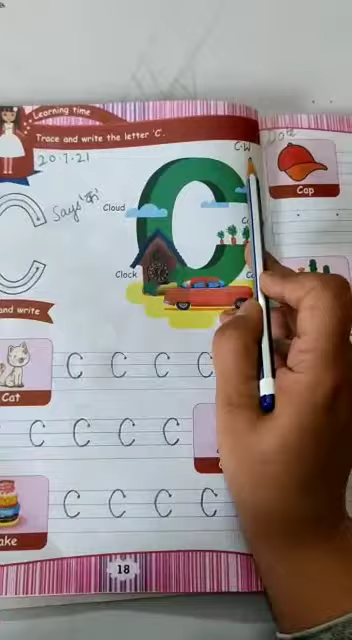 Learning time
Trace and write the letter 'C'.
20.7.21
C.W
Says 'क'
Cloud
Clock
Cap
and write
Cat
C C C C
C C C C
ake
C C C C
18